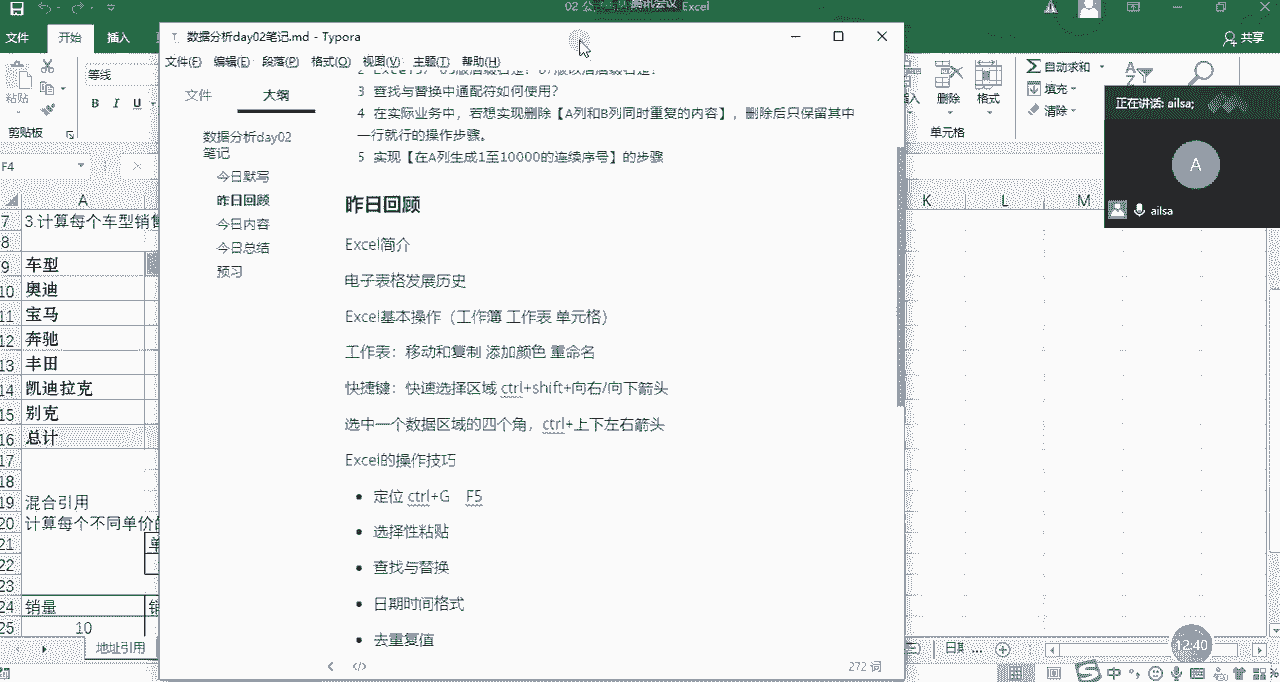 腾讯会议
Excel
文件
开始
插入
共享
数据分析day02笔记.md - Typora
文件(F) 编辑(E) 段落(P) 格式(O) 视图(V) 主题(T) 帮助(H)
粘贴
剪贴板
等线
B I U
删除
格式
单元格
自动求和
填充
清除
正在讲话: ailsa;
A
ailsa
文件
大纲
数据分析day02
笔记
今日默写
昨日回顾
今日内容
今日总结
预习
3 查找与替换中通配符如何使用?
4 在实际业务中，若想实现删除【A列和B列同时重复的内容】，删除后只保留其中
一行就行的操作步骤。
5 实现【在A列生成1至10000的连续序号】的步骤
昨日回顾
Excel简介
电子表格发展历史
Excel基本操作（工作簿 工作表 单元格）
工作表：移动和复制 添加颜色 重命名
快捷键：快速选择区域 ctrl+shift+向右/向下箭头
选中一个数据区域的四个角，ctrl+上下左右箭头
Excel的操作技巧
定位 ctrl+G F5
选择性粘贴
查找与替换
日期时间格式
去重复值
272 词
F4
A K L M
7 3.计算每个车型销售
8
9 车型
10 奥迪
11 宝马
12 奔驰
13 丰田
14 凯迪拉克
15 别克
16 总计
17
18
19 混合引用
20 计算每个不同单价的
21
22
23
24 销量
25 10
地址引用
12:40
中